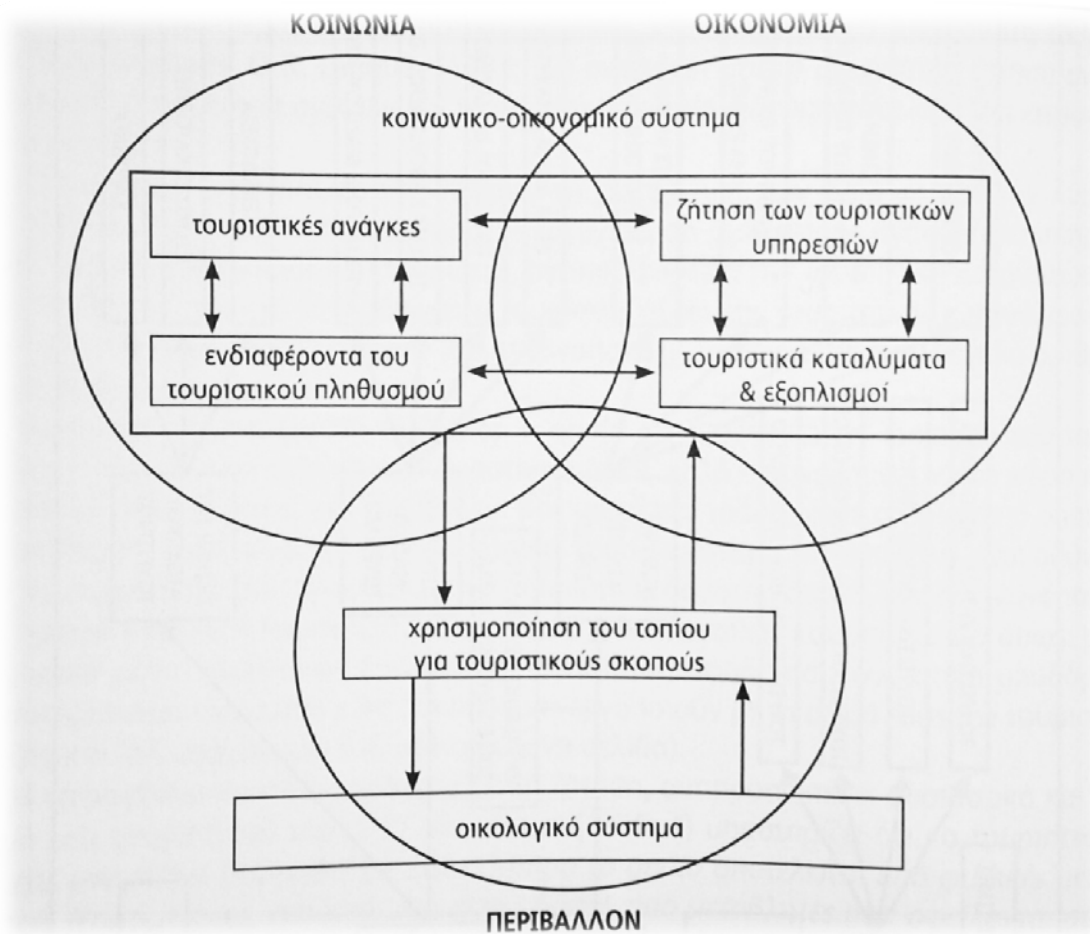 ΚΟΙΝΩΝΙΑ
ΟΙΚΟΝΟΜΙΑ
κοινωνικο-οικονομικό σύστημα
τουριστικές ανάγκες
ζήτηση των τουριστικών
υπηρεσιών
ενδιαφέροντα του
τουριστικού πληθυσμού
τουριστικά καταλύματα
& εξοπλισμοί
χρησιμοποίηση του τοπίου
για τουριστικούς σκοπούς
οικολογικό σύστημα
ΠΕΡΙΒΑΛΛΟΝ